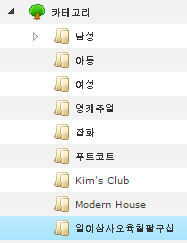 카테고리
남성
아동
여성
영캐주얼
잡화
푸드코트
Kim's Club
Modern House
일이삼사오육칠팔구십